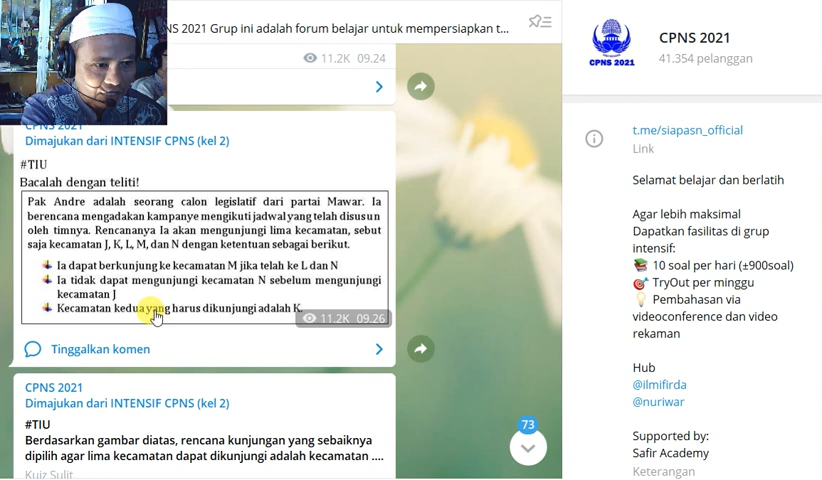 NS 2021 Grup ini adalah forum belajar untuk mempersiapkan t...
11.2K 09.24
CPNS 2021
Dimajukan dari INTENSIF CPNS (kel 2)
#TIU
Bacalah dengan teliti!
Pak Andre adalah seorang calon legislatif dari partai Mawar. Ia
berencana mengadakan kampanye mengikuti jadwal yang telah disusun
oleh timnya. Rencananya Ia akan mengunjungi lima kecamatan, sebut
saja kecamatan J, K, L, M, dan N dengan ketentuan sebagai berikut.
Ia dapat berkunjung ke kecamatan M jika telah ke L dan N
Ia tidak dapat mengunjungi kecamatan N sebelum mengunjungi
kecamatan J
Kecamatan kedua yang harus dikunjungi adalah K.
11.2K 09.26
Tinggalkan komen
CPNS 2021
Dimajukan dari INTENSIF CPNS (kel 2)
#TIU
Berdasarkan gambar diatas, rencana kunjungan yang sebaiknya
dipilih agar lima kecamatan dapat dikunjungi adalah kecamatan ....
Kuiz Sulit
73
CPNS 2021
CPNS 2021
41.354 pelanggan
t.me/siapasn_official
Link
Selamat belajar dan berlatih
Agar lebih maksimal
Dapatkan fasilitas di grup
intensif:
📚 10 soal per hari (±900soal)
🎯 TryOut per minggu
💡 Pembahasan via
videoconference dan video
rekaman
Hub
@ilmifirda
@nuriwar
Supported by:
Safir Academy
Keterangan